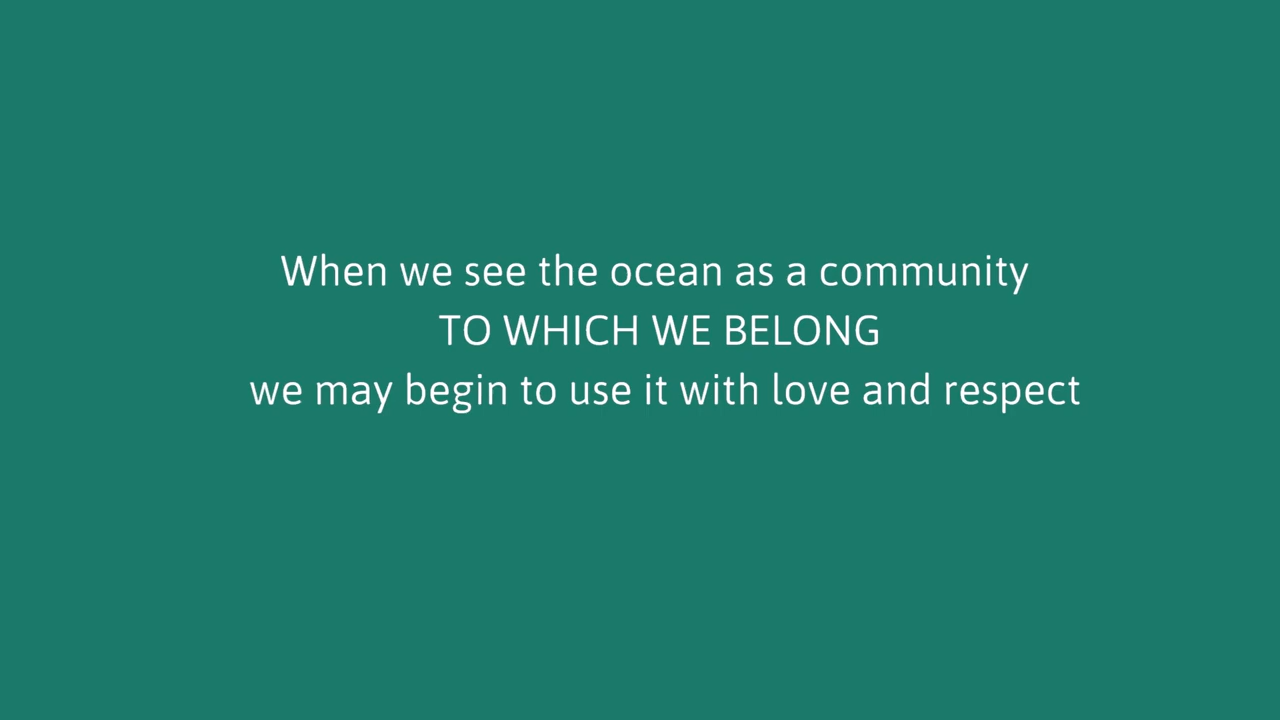 When we see the ocean as a community
TO WHICH WE BELONG
we may begin to use it with love and respect